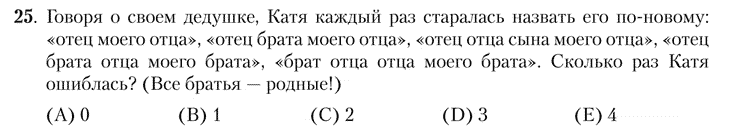 25. Говоря о своем дедушке, Катя каждый раз старалась назвать его по-новому:
«отец моего отца», «отец брата моего отца», «отец отца сына моего отца», «отец
брата отца моего брата», «брат отца отца моего брата». Сколько раз Катя
ошиблась? (Все братья — родные!)
(A) 0 (B) 1 (C) 2 (D) 3 (E) 4